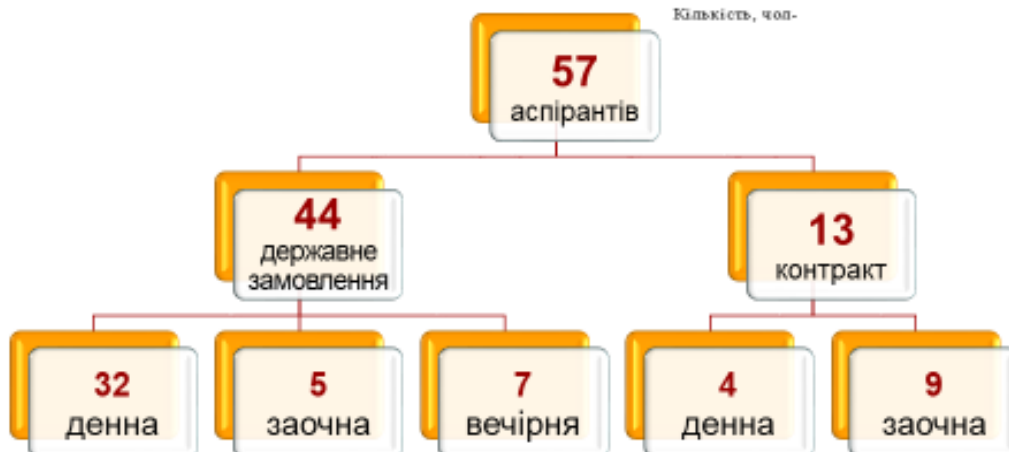 Кількість, чол-
57
аспірантів
44
державне
замовлення
13
контракт
32
денна
5
заочна
7
вечірня
4
денна
9
заочна